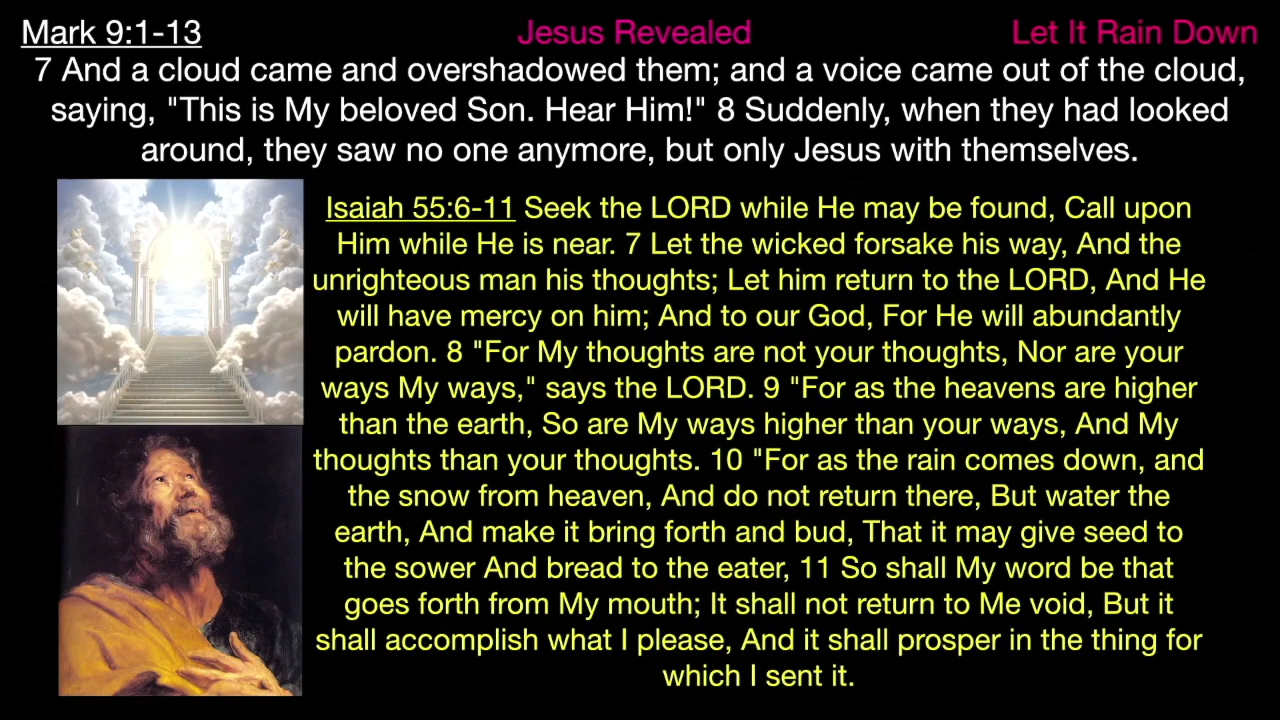 Mark 9:1-13 Jesus Revealed Let It Rain Down
7 And a cloud came and overshadowed them; and a voice came out of the cloud,
saying, "This is My beloved Son. Hear Him!" 8 Suddenly, when they had looked
around, they saw no one anymore, but only Jesus with themselves.
Isaiah 55:6-11 Seek the LORD while He may be found, Call upon
Him while He is near. 7 Let the wicked forsake his way, And the
unrighteous man his thoughts; Let him return to the LORD, And He
will have mercy on him; And to our God, For He will abundantly
pardon. 8 "For My thoughts are not your thoughts, Nor are your
ways My ways," says the LORD. 9 "For as the heavens are higher
than the earth, So are My ways higher than your ways, And My
thoughts than your thoughts. 10 "For as the rain comes down, and
the snow from heaven, And do not return there, But water the
earth, And make it bring forth and bud, That it may give seed to
the sower And bread to the eater, 11 So shall My word be that
goes forth from My mouth; It shall not return to Me void, But it
shall accomplish what I please, And it shall prosper in the thing for
which I sent it.